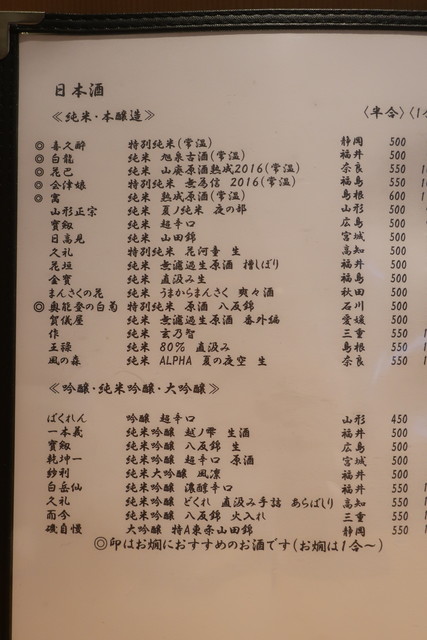 日本酒
≪純米・本醸造≫ 〈半合〉〈1
◎ 喜久酔 特別純米(常温) 静岡 500
◎ 白龍 純米 旭泉古酒(常温) 福井 500
◎ 花巴 純米 山廃原酒熟成2016(常温) 奈良 550
◎ 会津娘 特別純米 無為信 2016(常温) 福島 550
◎ 窩 純米 熟成原酒(常温) 島根 600
山形正宗 純米 夏ノ純米 夜の部 山形 500
寳剱 純米 超辛口 広島 500
日高見 純米 山田錦 宮城 500
久礼 特別純米 花河童 生 高知 500
花垣 純米 無濾過生原酒 槽しぼり 福井 500
金寳 純米 直汲み生 福島 500
まんさくの花 純米 うまからまんさく 爽々酒 秋田 500
◎ 奥能登の白菊 特別純米 原酒 八反錦 石川 500
賀儀屋 純米 無濾過生原酒 番外編 愛媛 500
作 純米 玄乃智 三重 550
王祿 純米 80% 直汲み 島根 550
風の森 純米 ALPHA 夏の夜空 生 奈良 550
≪吟醸・純米吟醸・大吟醸≫
ばくれん 吟醸 超辛口 山形 450
一本義 純米吟醸 越ノ雫 生酒 福井 500
寳剱 純米吟醸 八反錦 生 広島 500
乾坤一 純米吟醸 超辛口 原酒 宮城 500
紗利 純米大吟醸 風凛 福井 500
白岳仙 純米吟醸 濃醇辛口 福井 550
久礼 純米吟醸 どくれ 直汲み手詰 あらばしり 高知 550
而今 純米吟醸 八反錦 火入れ 三重 550
磯自慢 大吟醸 特A東条山田錦 静岡 550
◎印はお燗におすすめのお酒です(お燗は1合〜)